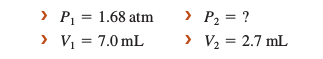 › P₁ = 1.68 atm › P₂ = ?
› V₁ = 7.0 mL › V₂ = 2.7 mL